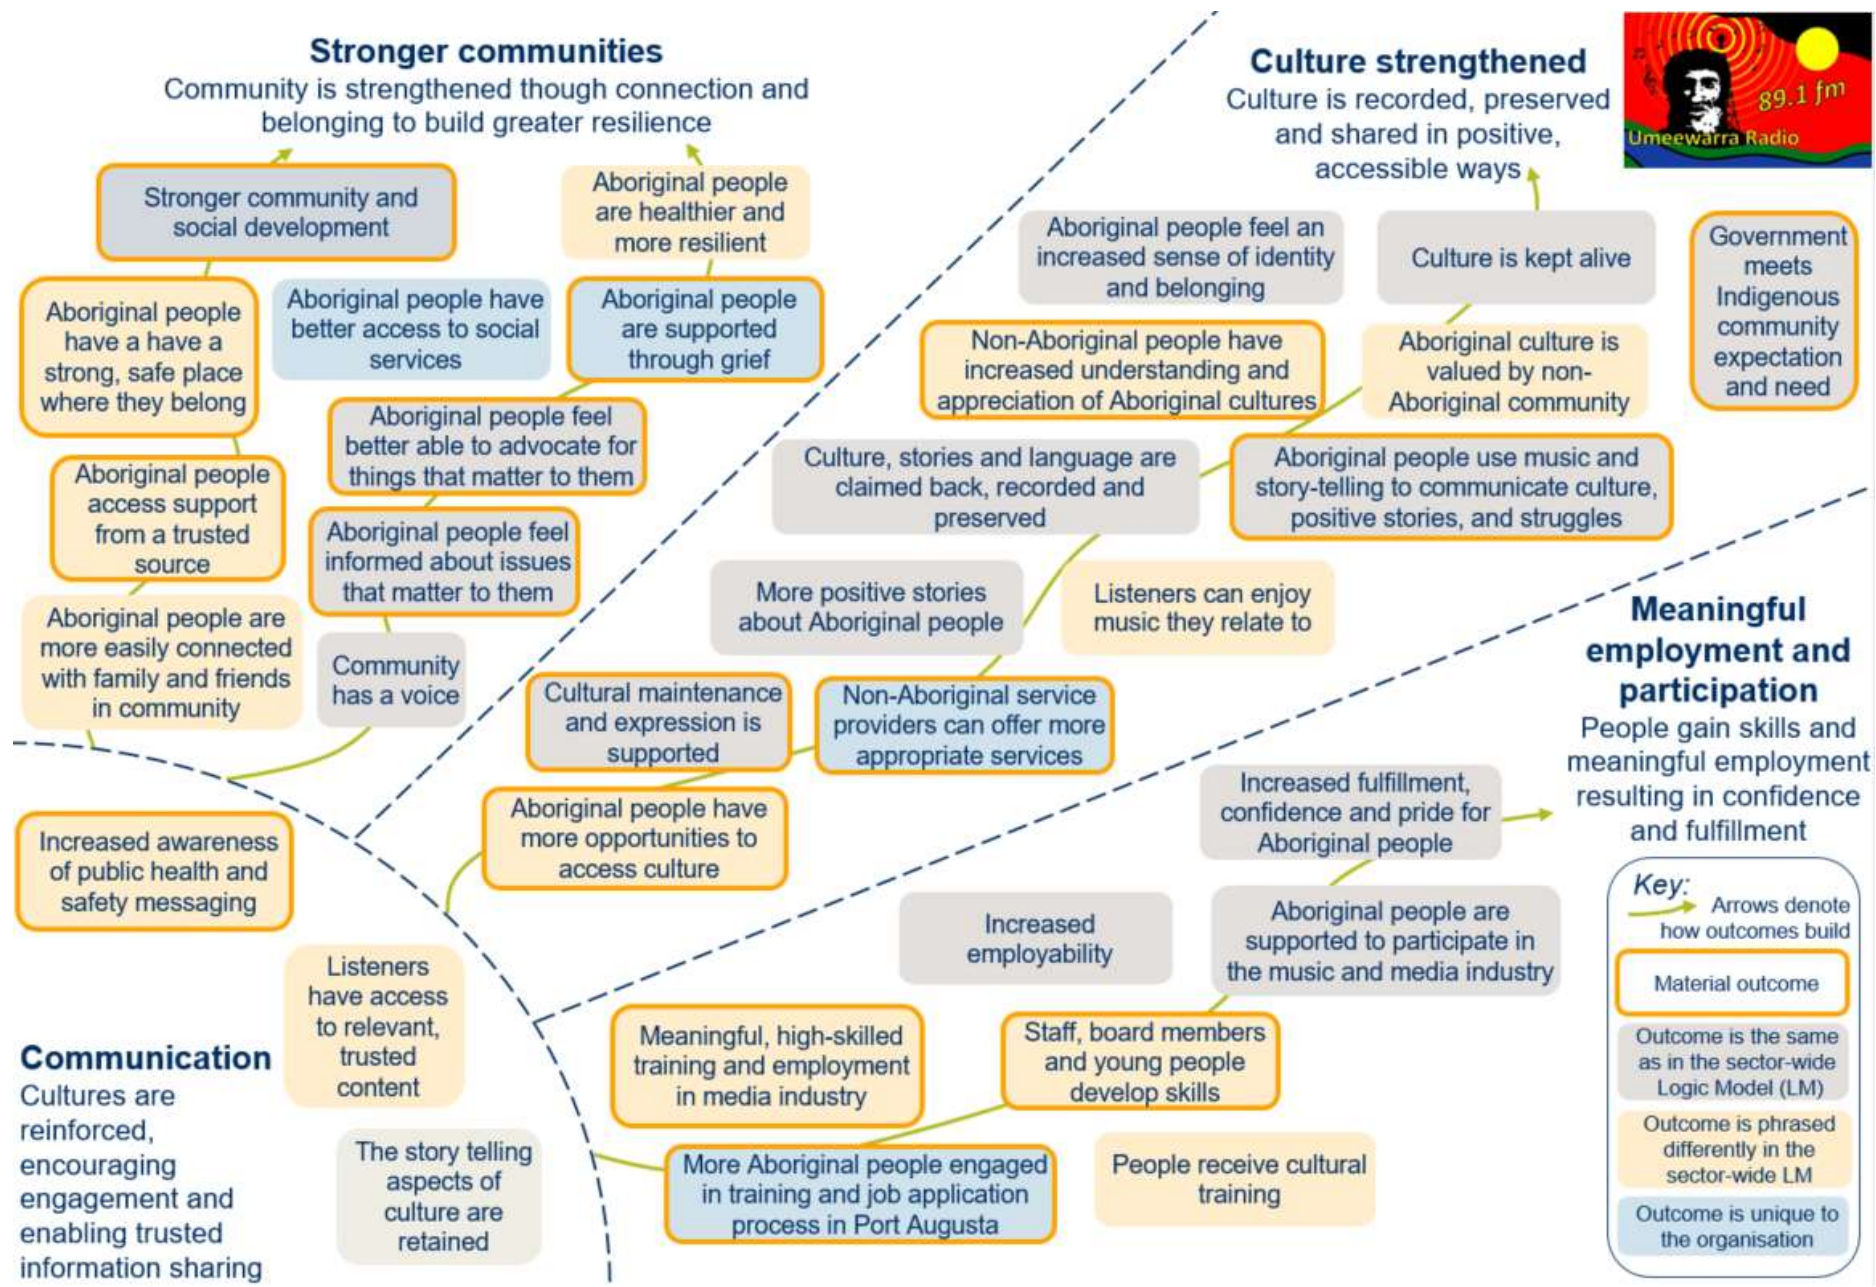 Stronger communities
Community is strengthened though connection and
belonging to build greater resilience
Stronger community and
social development
Aboriginal people
are healthier and
more resilient
Aboriginal people
have a have a
strong, safe place
where they belong
Aboriginal people have
better access to social
services
Aboriginal people
are supported
through grief
Aboriginal people feel
better able to advocate for
things that matter to them
Aboriginal people
access support
from a trusted
source
Aboriginal people feel
informed about issues
that matter to them
Aboriginal people are
more easily connected
with family and friends
in community
Community
has a voice
Culture strengthened
Culture is recorded, preserved
and shared in positive,
accessible ways
89.1 fm
Umeewarra Radio
Aboriginal people feel an
increased sense of identity
and belonging
Culture is kept alive
Government
meets
Indigenous
community
expectation
and need
Non-Aboriginal people have
increased understanding and
appreciation of Aboriginal cultures
Aboriginal culture is
valued by non-
Aboriginal community
Culture, stories and language are
claimed back, recorded and
preserved
Aboriginal people use music and
story-telling to communicate culture,
positive stories, and struggles
More positive stories
about Aboriginal people
Listeners can enjoy
music they relate to
Cultural maintenance
and expression is
supported
Non-Aboriginal service
providers can offer more
appropriate services
Aboriginal people have
more opportunities to
access culture
Meaningful
employment and
participation
People gain skills and
meaningful employment
resulting in confidence
and fulfillment
Increased fulfillment,
confidence and pride for
Aboriginal people
Increased
employability
Aboriginal people are
supported to participate in
the music and media industry
Meaningful, high-skilled
training and employment
in media industry
Staff, board members
and young people
develop skills
More Aboriginal people engaged
in training and job application
process in Port Augusta
People receive cultural
training
Increased awareness
of public health and
safety messaging
Listeners
have access
to relevant,
trusted
content
The story telling
aspects of
culture are
retained
Communication
Cultures are
reinforced,
encouraging
engagement and
enabling trusted
information sharing
Key:
Arrows denote
how outcomes build
Material outcome
Outcome is the same
as in the sector-wide
Logic Model (LM)
Outcome is phrased
differently in the
sector-wide LM
Outcome is unique to
the organisation